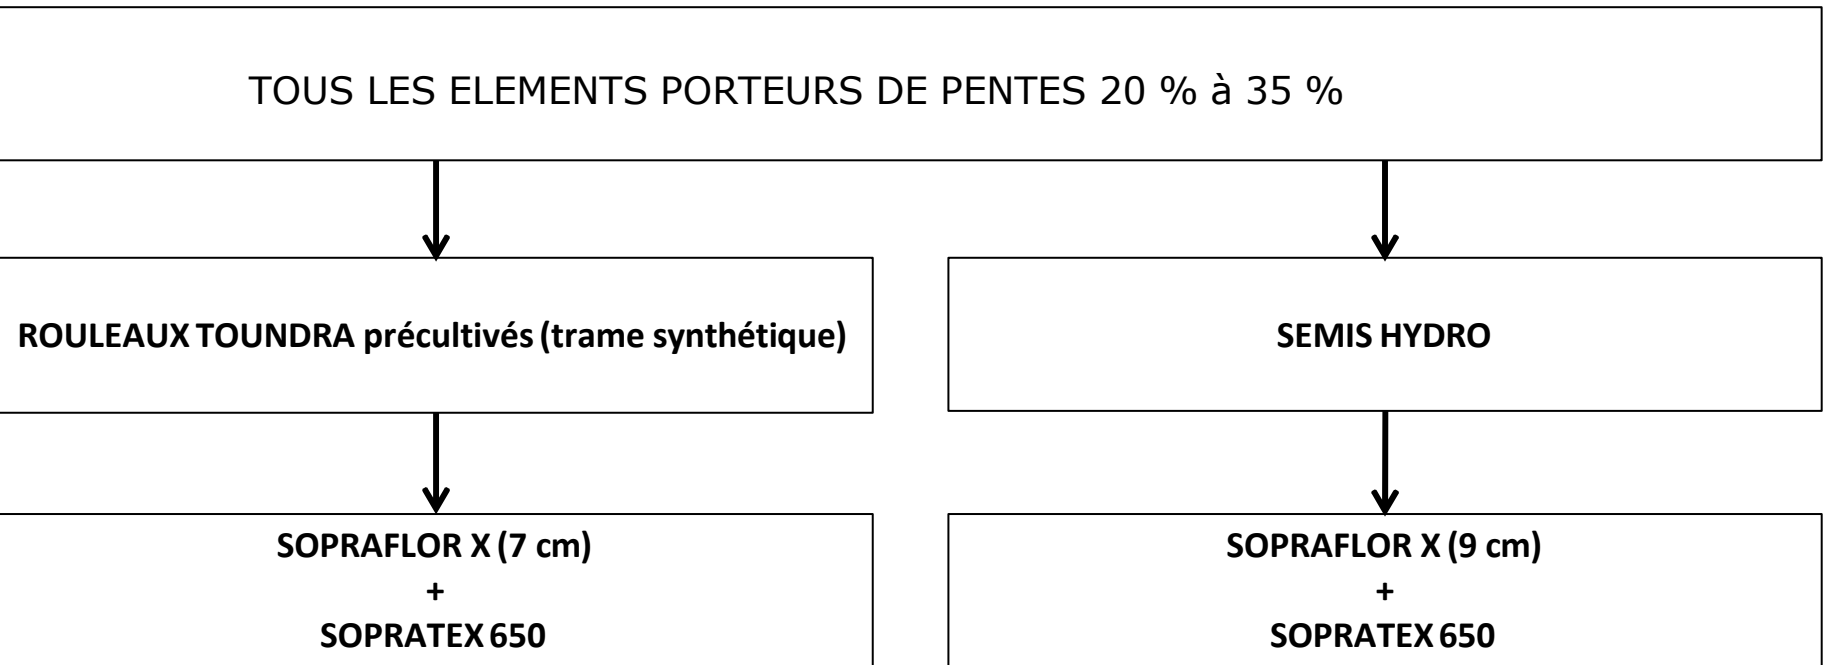 TOUS LES ELEMENTS PORTEURS DE PENTES 20 % à 35 %
ROULEAUX TOUNDRA précultivés (trame synthétique)
SEMIS HYDRO
SOPRAFLOR X (7 cm)
+
SOPRATEX 650
SOPRAFLOR X (9 cm)
+
SOPRATEX 650